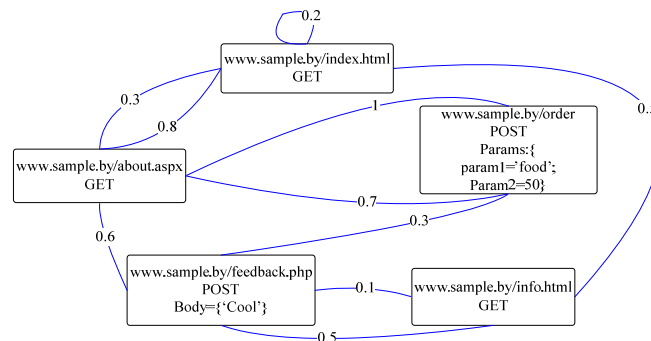 0.2
www.sample.by/index.html
GET
0.3
0.8
1
www.sample.by/order
POST
Params:{
param1='food';
Param2=50}
www.sample.by/about.aspx
GET
0.7
0.3
0.6
www.sample.by/feedback.php
POST
Body={‘Cool’}
0.1
www.sample.by/info.html
GET
0.5